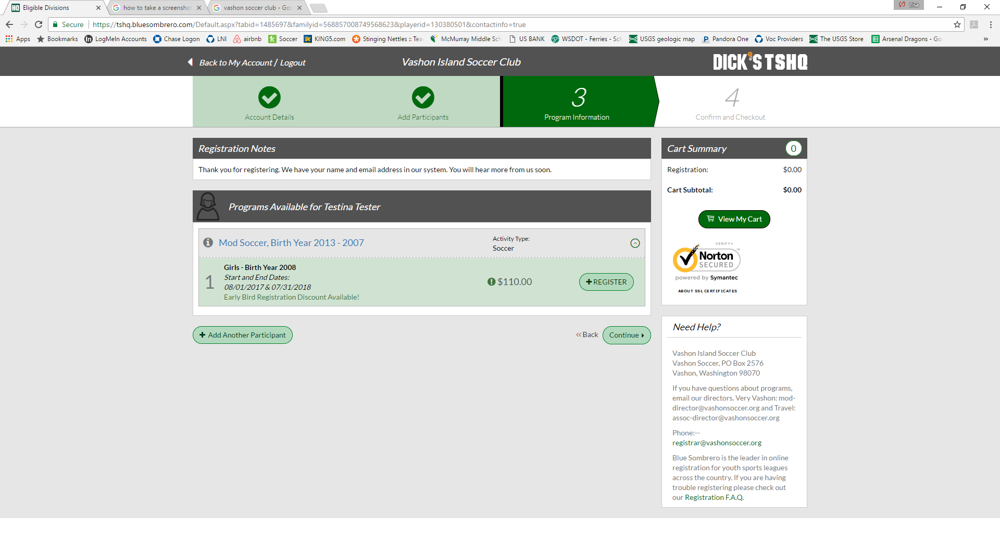 HQ Eligible Divisions
how to take a screenshot
vashon soccer club - Goo
Lisa
Secure
https://tshq.bluesombrero.com/Default.aspx?tabid=1485697&familyid=568857008749568623&playerid=130380501&contactinfo=true
Apps Bookmarks LogMeIn Accounts Chase Logon LNI airbnb Soccer KING5.com Stinging Nettles :: Tea McMurray Middle Sch US BANK WSDOT - Ferries - Sch USGS geologic map Pandora One Voc Providers The USGS Store Arsenal Dragons - Go
Back to My Account / Logout
Vashon Island Soccer Club
DICK'S TSHQ
Account Details
Add Participants
3
Program Information
4
Confirm and Checkout
Registration Notes
Thank you for registering. We have your name and email address in our system. You will hear more from us soon.
Programs Available for Testina Tester
Mod Soccer, Birth Year 2013 - 2007
Activity Type:
Soccer
1
Girls - Birth Year 2008
Start and End Dates:
08/01/2017 & 07/31/2018
Early Bird Registration Discount Available!
$110.00
REGISTER
Add Another Participant
Back
Continue
Cart Summary 0
Registration: $0.00
Cart Subtotal: $0.00
View My Cart
VERIFY
Norton
SECURED
powered by Symantec
ABOUT SSL CERTIFICATES
Need Help?
Vashon Island Soccer Club
Vashon Soccer, PO Box 2576
Vashon, Washington 98070
If you have questions about programs,
email our directors. Very Vashon: mod-
director@vashonsoccer.org and Travel:
assoc-director@vashonsoccer.org
Phone:--
registrar@vashonsoccer.org
Blue Sombrero is the leader in online
registration for youth sports leagues
across the country. If you are having
trouble registering please check out
our Registration F.A.Q.